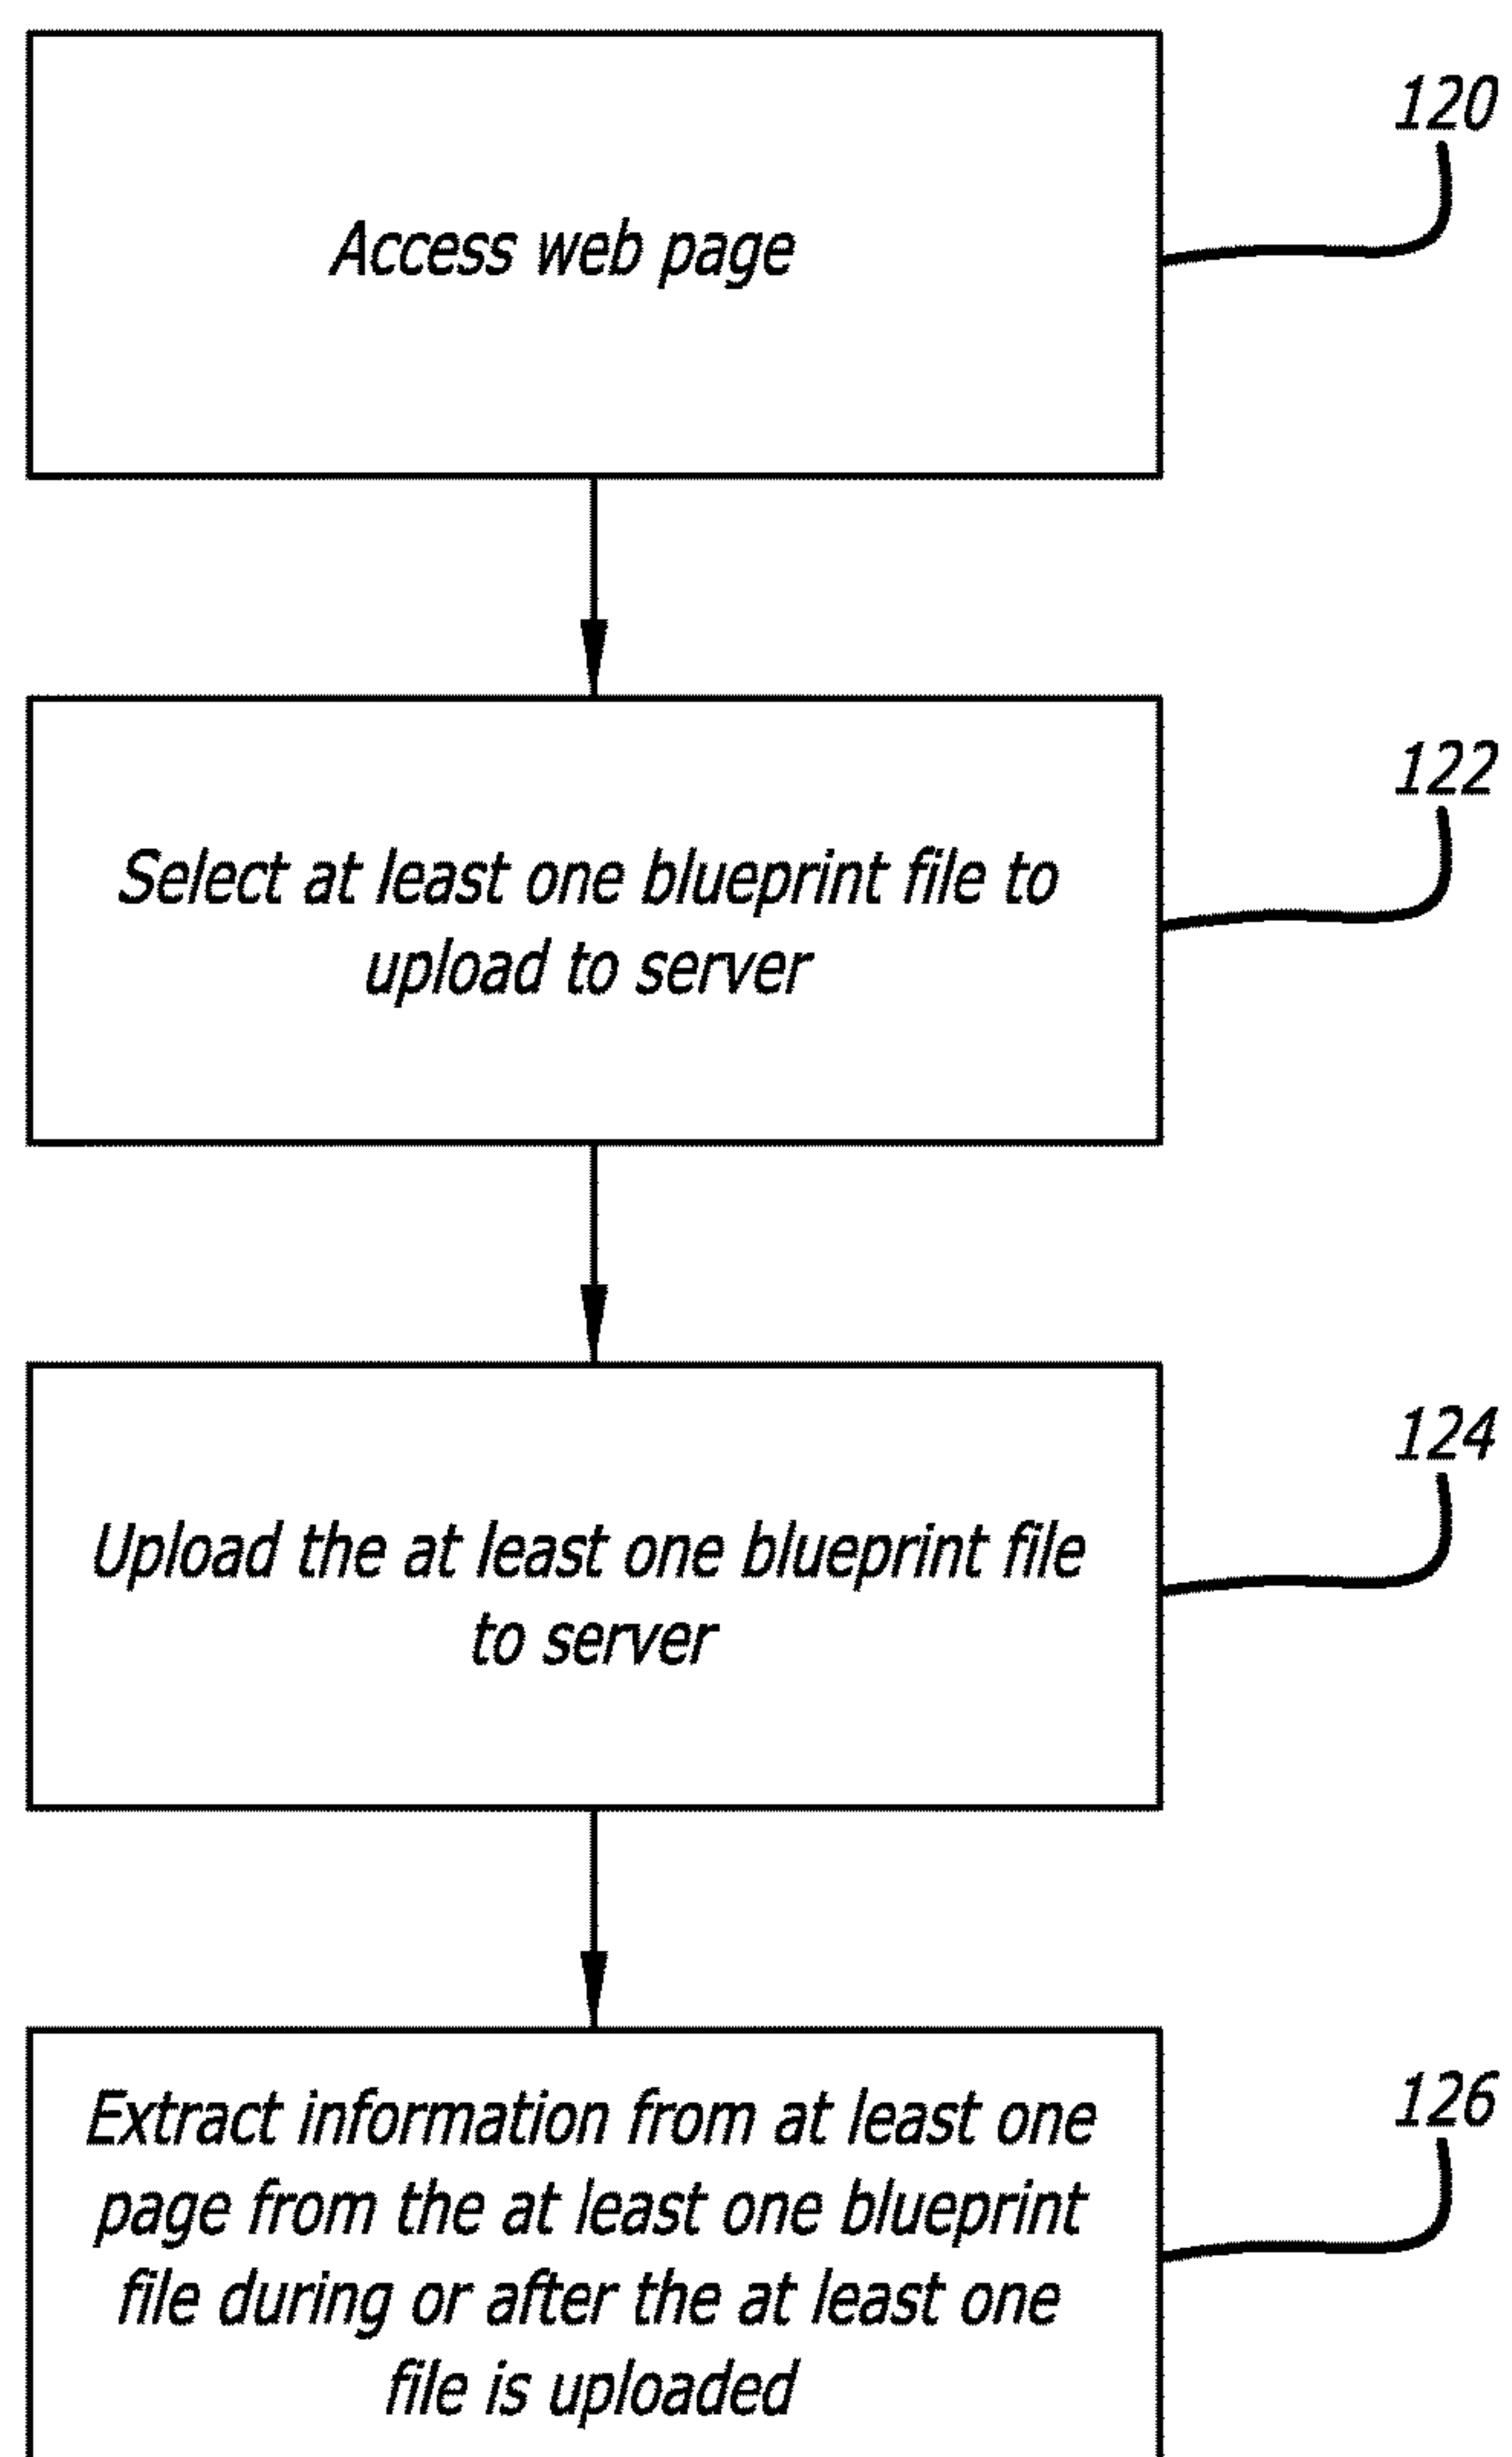 120
Access web page
122
Select at least one blueprint file to
upload to server
124
Upload the at least one blueprint file
to server
126
Extract information from at least one
page from the at least one blueprint
file during or after the at least one
file is uploaded